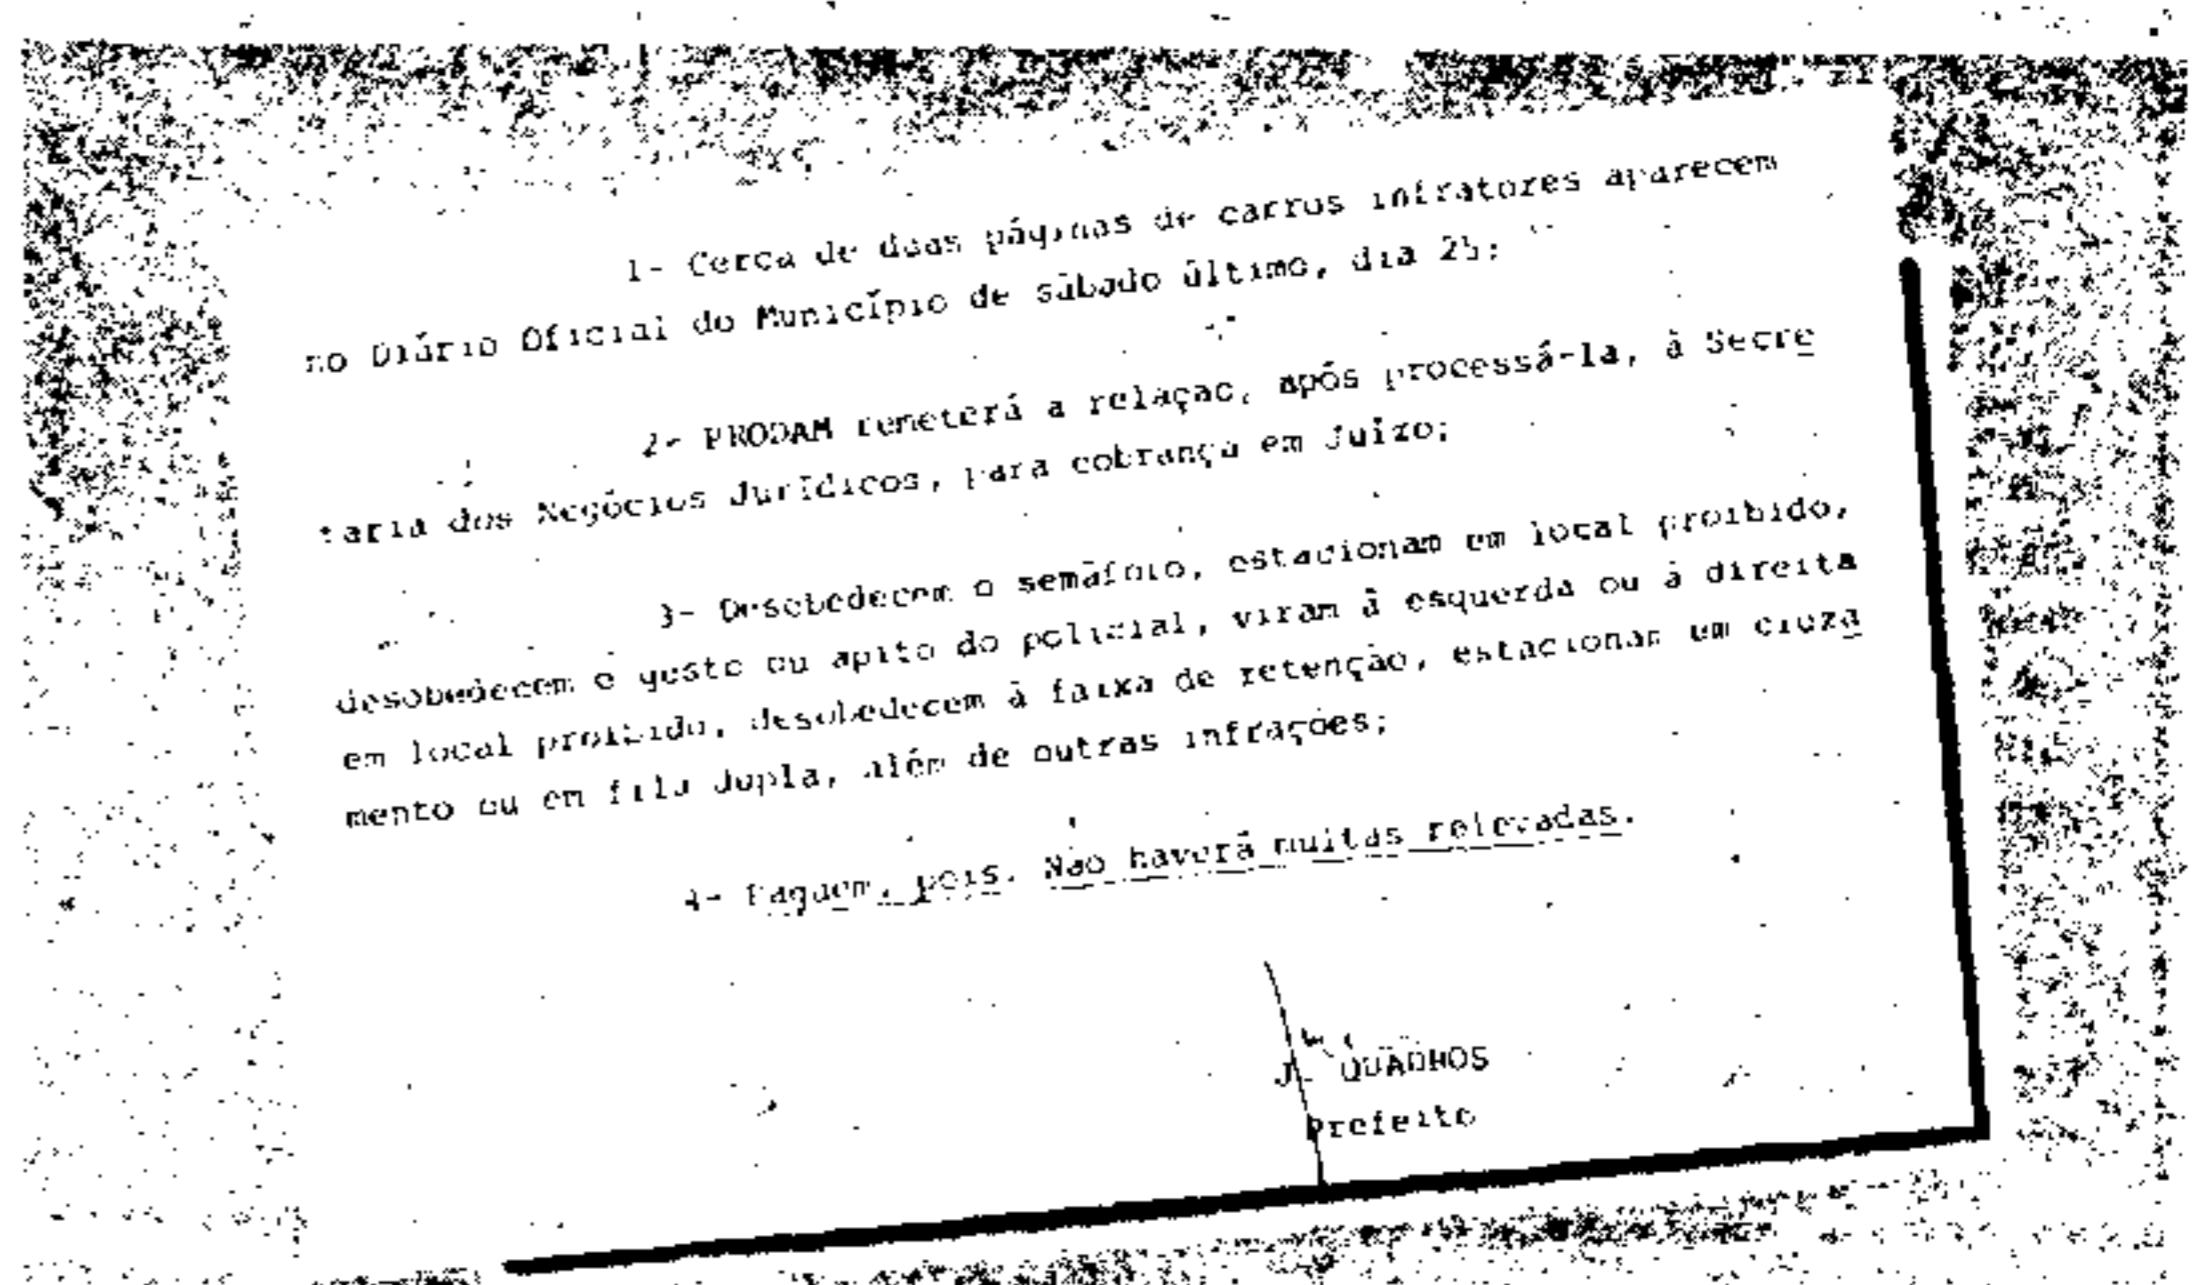 1- Cerca de duas páginas de carros infratores aparecem
no Diário Oficial do Município de sábado último, dia 25;
2- PRODAM remeterá a relação, após processá-la, à Secre
taria dos Negócios Jurídicos, para cobrança em Juízo;
3- Desobedecem o semáforo, estacionam em local proibido,
desobedecem o gesto ou apito do policial, viram à esquerda ou à direita
em local proibido, desobedecem à faixa de retenção, estacionam em cruza
mento ou em fila dupla, além de outras infrações;
4- Paguem, pois. Não haverá multas relevadas.
J. QUADROS
Prefeito